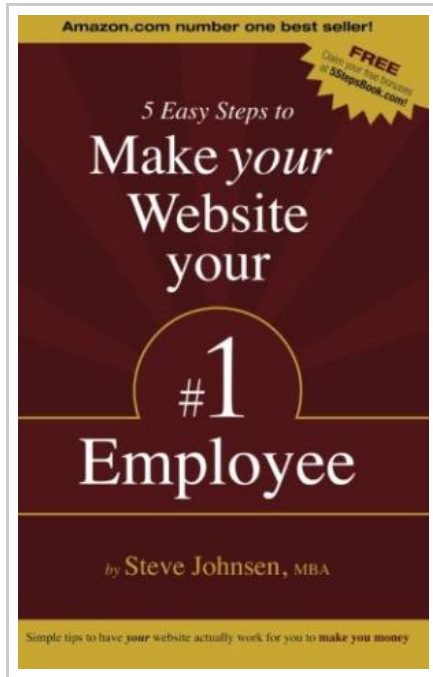 Amazon.com number one best seller!
FREE
Claim your free bonuses
at 5StepsBook.com!
5 Easy Steps to
Make your
Website
your
#1
Employee
by Steve Johnsen, MBA
Simple tips to have your website actually work for you to make you money